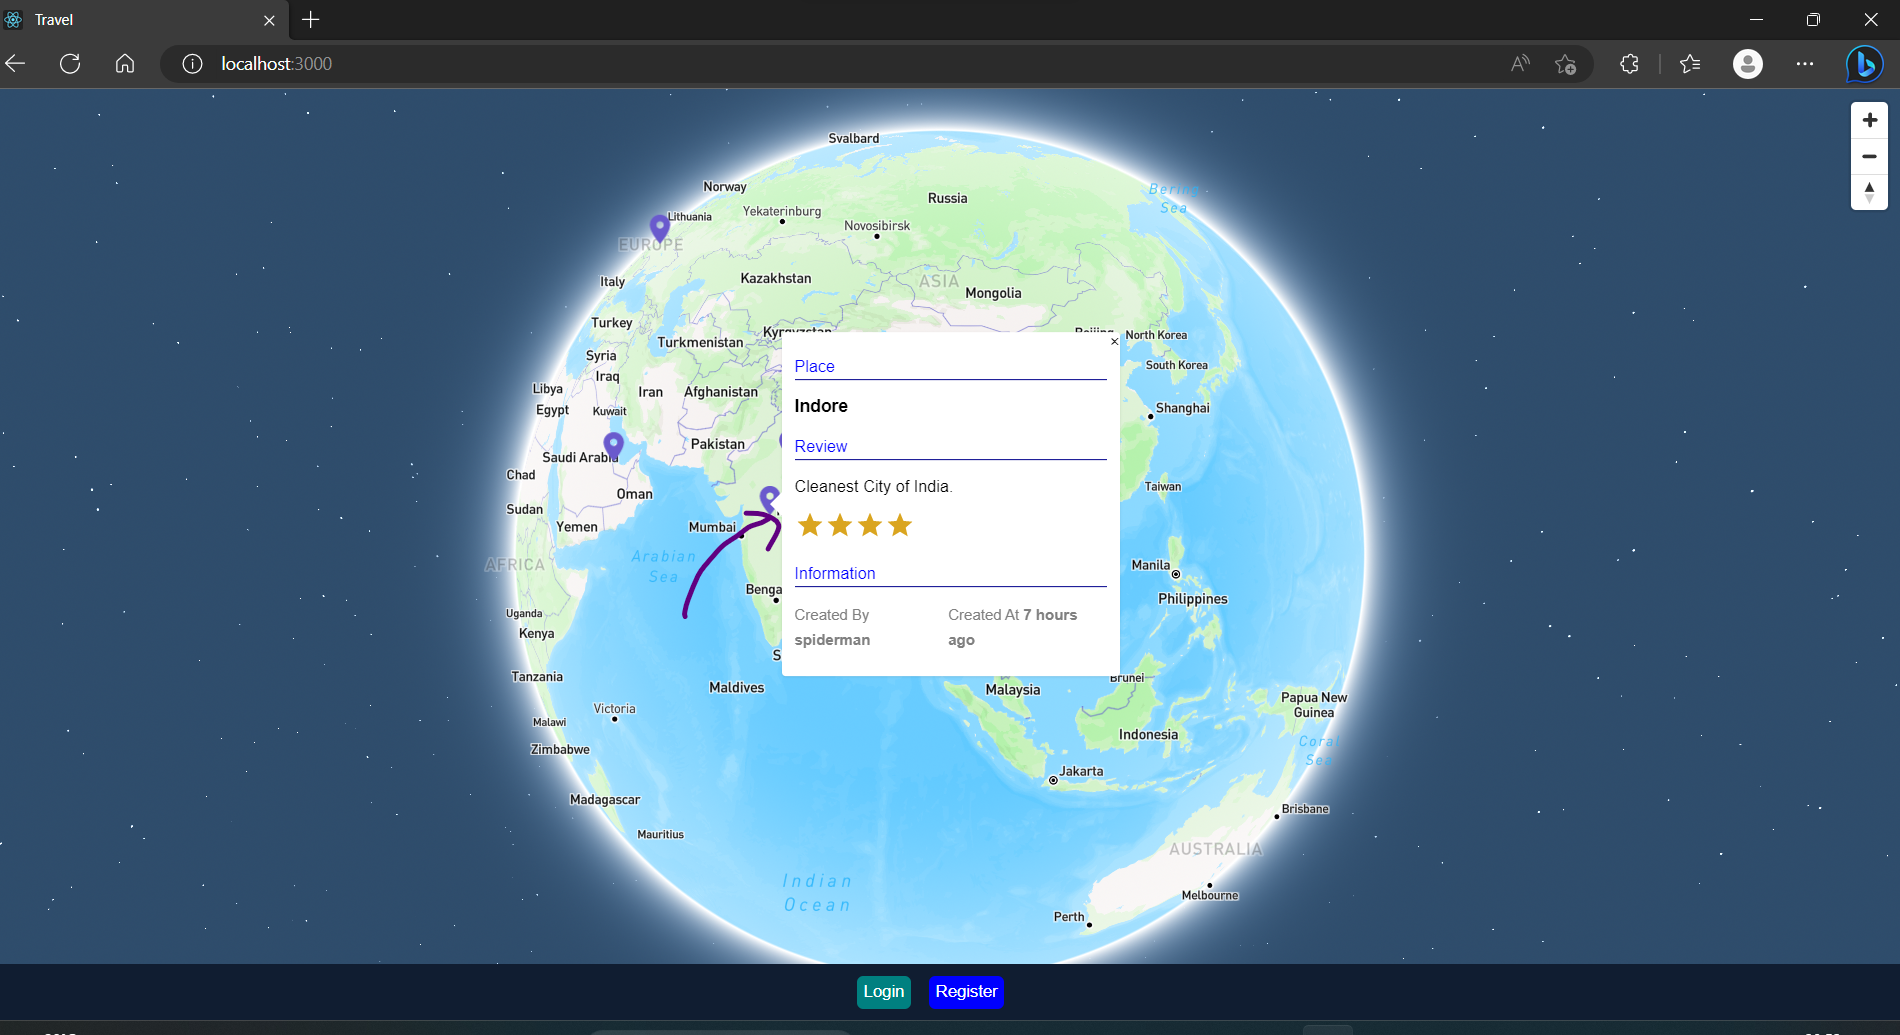 Travel
localhost:3000
Svalbard
Norway
Russia
Bering
Sea
Lithuania
Yekaterinburg
Novosibirsk
EUROPE
Italy
Kazakhstan
ASIA
Mongolia
Turkey
Kyrgyzstan
Beijing
North Korea
Turkmenistan
Syria
South Korea
Iraq
Iran
Afghanistan
Libya
Egypt
Kuwait
Shanghai
Pakistan
Saudi Arabia
Chad
Oman
Taiwan
Sudan
Yemen
Mumbai
Arabian
Sea
AFRICA
Manila
Benga
Philippines
Uganda
Kenya
S
Place
Indore
Review
Cleanest City of India.
Information
Created By
spiderman
Created At 7 hours
ago
Tanzania
Maldives
Malaysia
Brunei
Papua New
Guinea
Victoria
Malawi
Indonesia
Coral
Sea
Zimbabwe
Jakarta
Madagascar
Brisbane
Mauritius
AUSTRALIA
Indian
Ocean
Melbourne
Perth
Login
Register